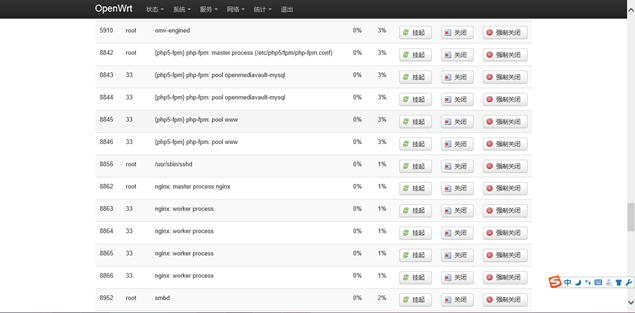 OpenWrt 状态 系统 服务 网络 统计 退出
5910 root omv-engined 0% 3% 挂起 关闭 强制关闭
8842 root {php5-fpm} php-fpm: master process (/etc/php5/fpm/php-fpm.conf) 0% 3% 挂起 关闭 强制关闭
8843 33 {php5-fpm} php-fpm: pool openmediavault-mysql 0% 3% 挂起 关闭 强制关闭
8844 33 {php5-fpm} php-fpm: pool openmediavault-mysql 0% 3% 挂起 关闭 强制关闭
8845 33 {php5-fpm} php-fpm: pool www 0% 3% 挂起 关闭 强制关闭
8846 33 {php5-fpm} php-fpm: pool www 0% 3% 挂起 关闭 强制关闭
8856 root /usr/sbin/sshd 0% 1% 挂起 关闭 强制关闭
8862 root nginx: master process nginx 0% 1% 挂起 关闭 强制关闭
8863 33 nginx: worker process 0% 1% 挂起 关闭 强制关闭
8864 33 nginx: worker process 0% 1% 挂起 关闭 强制关闭
8865 33 nginx: worker process 0% 1% 挂起 关闭 强制关闭
8866 33 nginx: worker process 0% 1% 挂起 关闭 强制关闭
中
8952 root smbd 0% 2% 挂起 关闭 强制关闭